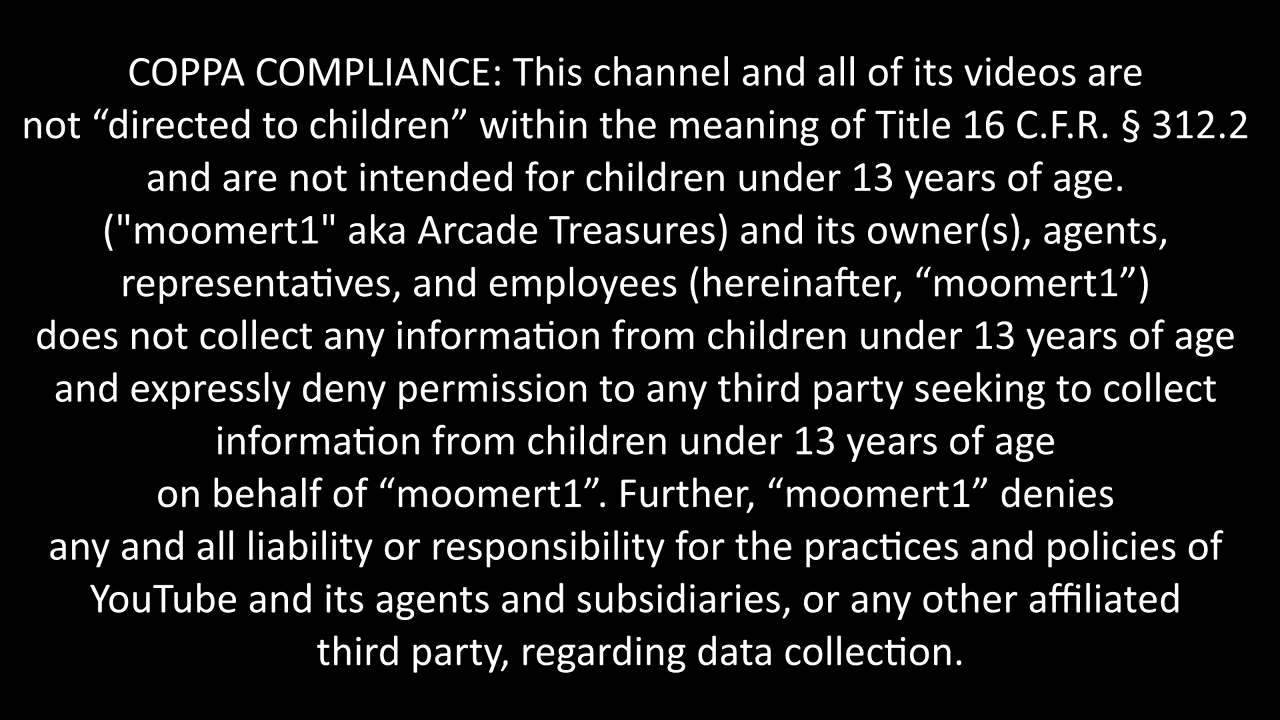 COPPA COMPLIANCE: This channel and all of its videos are
not “directed to children” within the meaning of Title 16 C.F.R. § 312.2
and are not intended for children under 13 years of age.
("moomert1" aka Arcade Treasures) and its owner(s), agents,
representatives, and employees (hereinafter, “moomert1”)
does not collect any information from children under 13 years of age
and expressly deny permission to any third party seeking to collect
information from children under 13 years of age
on behalf of “moomert1”. Further, “moomert1” denies
any and all liability or responsibility for the practices and policies of
YouTube and its agents and subsidiaries, or any other affiliated
third party, regarding data collection.